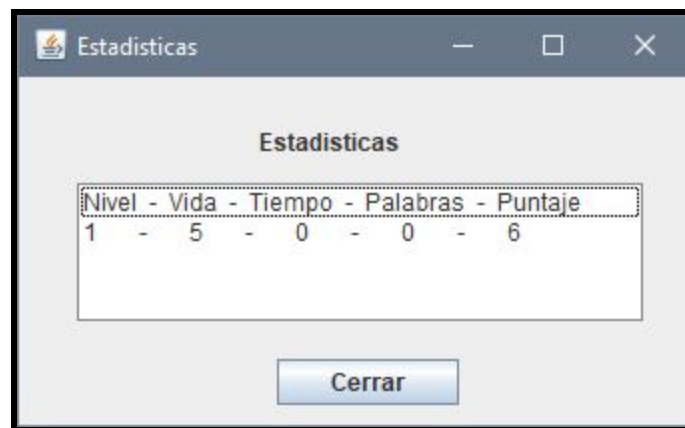 Estadisticas
Estadisticas
Nivel - Vida - Tiempo - Palabras - Puntaje
1 - 5 - 0 - 0 - 6
Cerrar